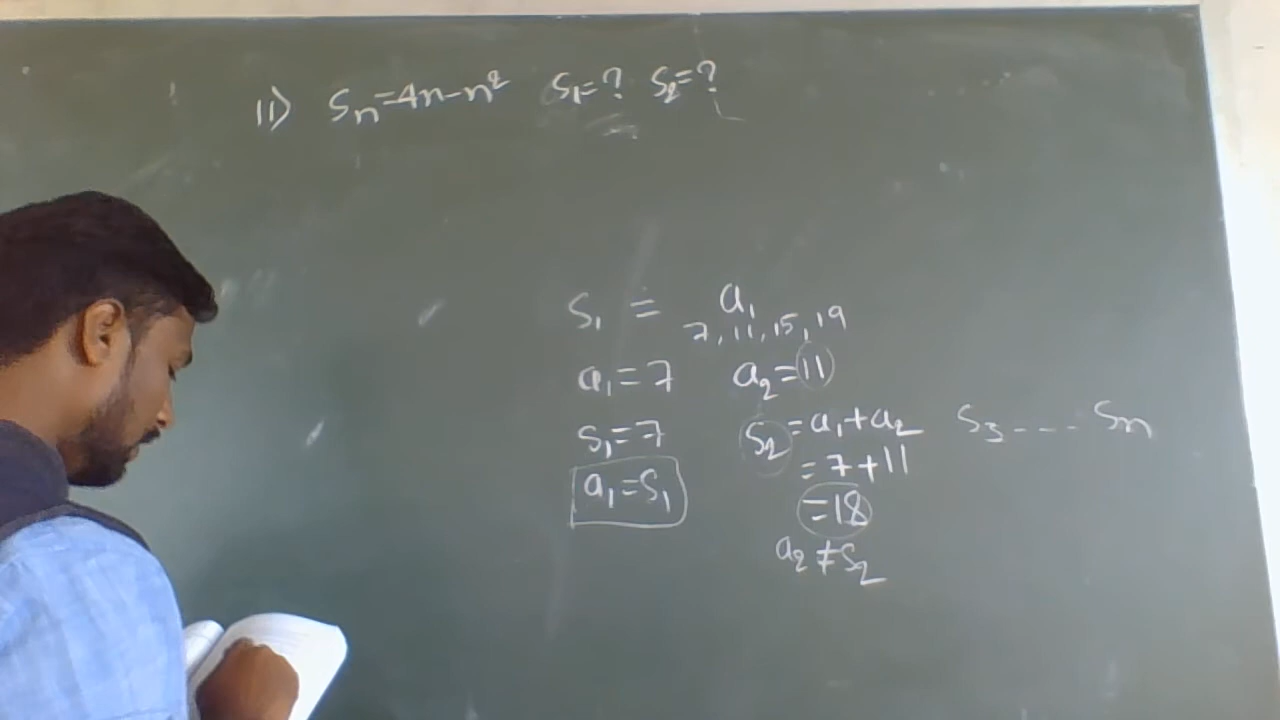 11) Sn=4n-n² S₁=? S₂=?
S₁ = a₁
7, 11, 15, 19
a₁=7 a₂=11
S₁=7 S₂=a₁+a₂ S₃---- Sn
=7+11
a₁=S₁ =18
a₂≠S₂